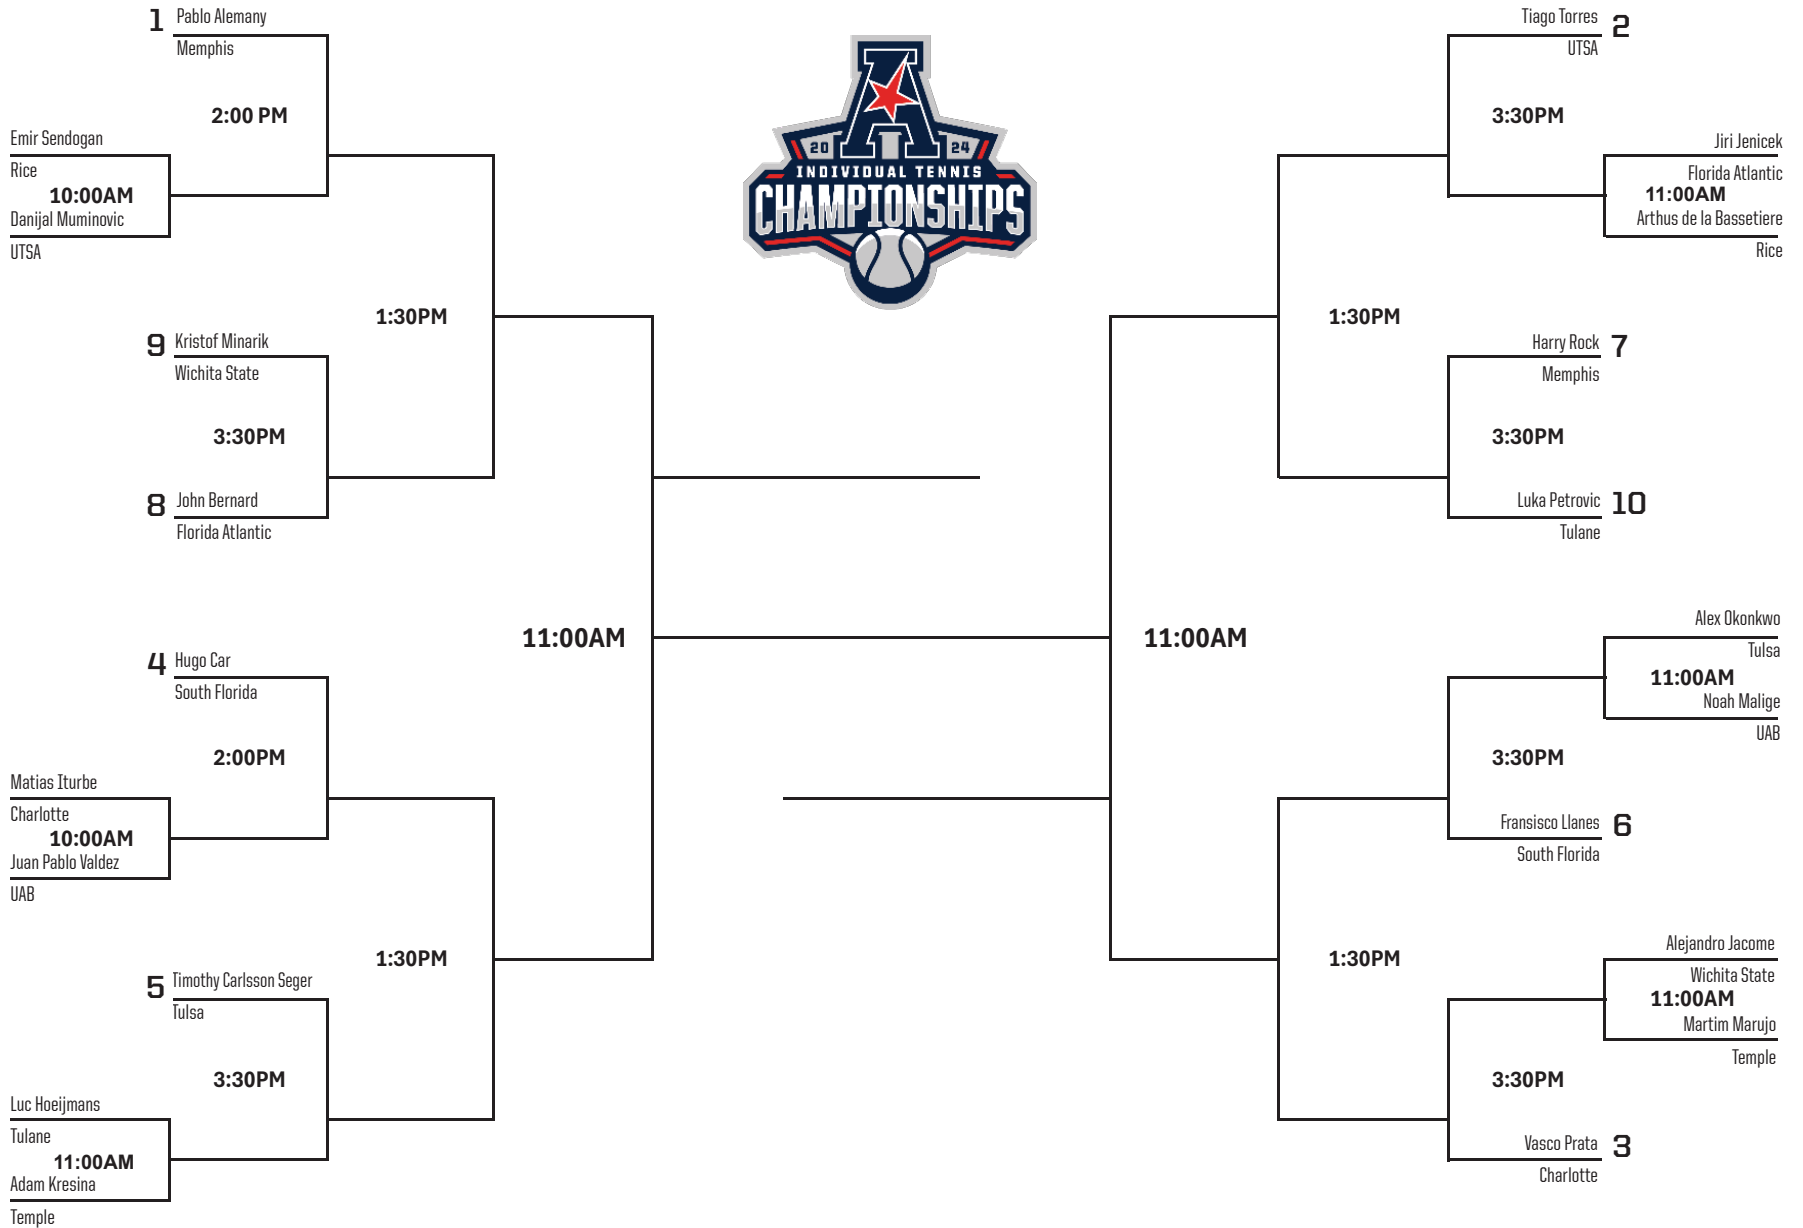 1 Pablo Alemany
Memphis
2:00 PM
Emir Sendogan
Rice
10:00AM
Danijal Muminovic
UTSA
1:30PM
9 Kristof Minarik
Wichita State
3:30PM
8 John Bernard
Florida Atlantic
11:00AM
4 Hugo Car
South Florida
2:00PM
Matias Iturbe
Charlotte
10:00AM
Juan Pablo Valdez
UAB
1:30PM
5 Timothy Carlsson Seger
Tulsa
3:30PM
Luc Hoeijmans
Tulane
11:00AM
Adam Kresina
Temple
A
20 24
INDIVIDUAL TENNIS
CHAMPIONSHIPS
Tiago Torres 2
UTSA
3:30PM
Jiri Jenicek
Florida Atlantic
11:00AM
Arthus de la Bassetiere
Rice
1:30PM
Harry Rock 7
Memphis
3:30PM
Luka Petrovic 10
Tulane
11:00AM
Alex Okonkwo
Tulsa
11:00AM
Noah Malige
UAB
3:30PM
Fransisco Llanes 6
South Florida
1:30PM
Alejandro Jacome
Wichita State
11:00AM
Martim Marujo
Temple
3:30PM
Vasco Prata 3
Charlotte